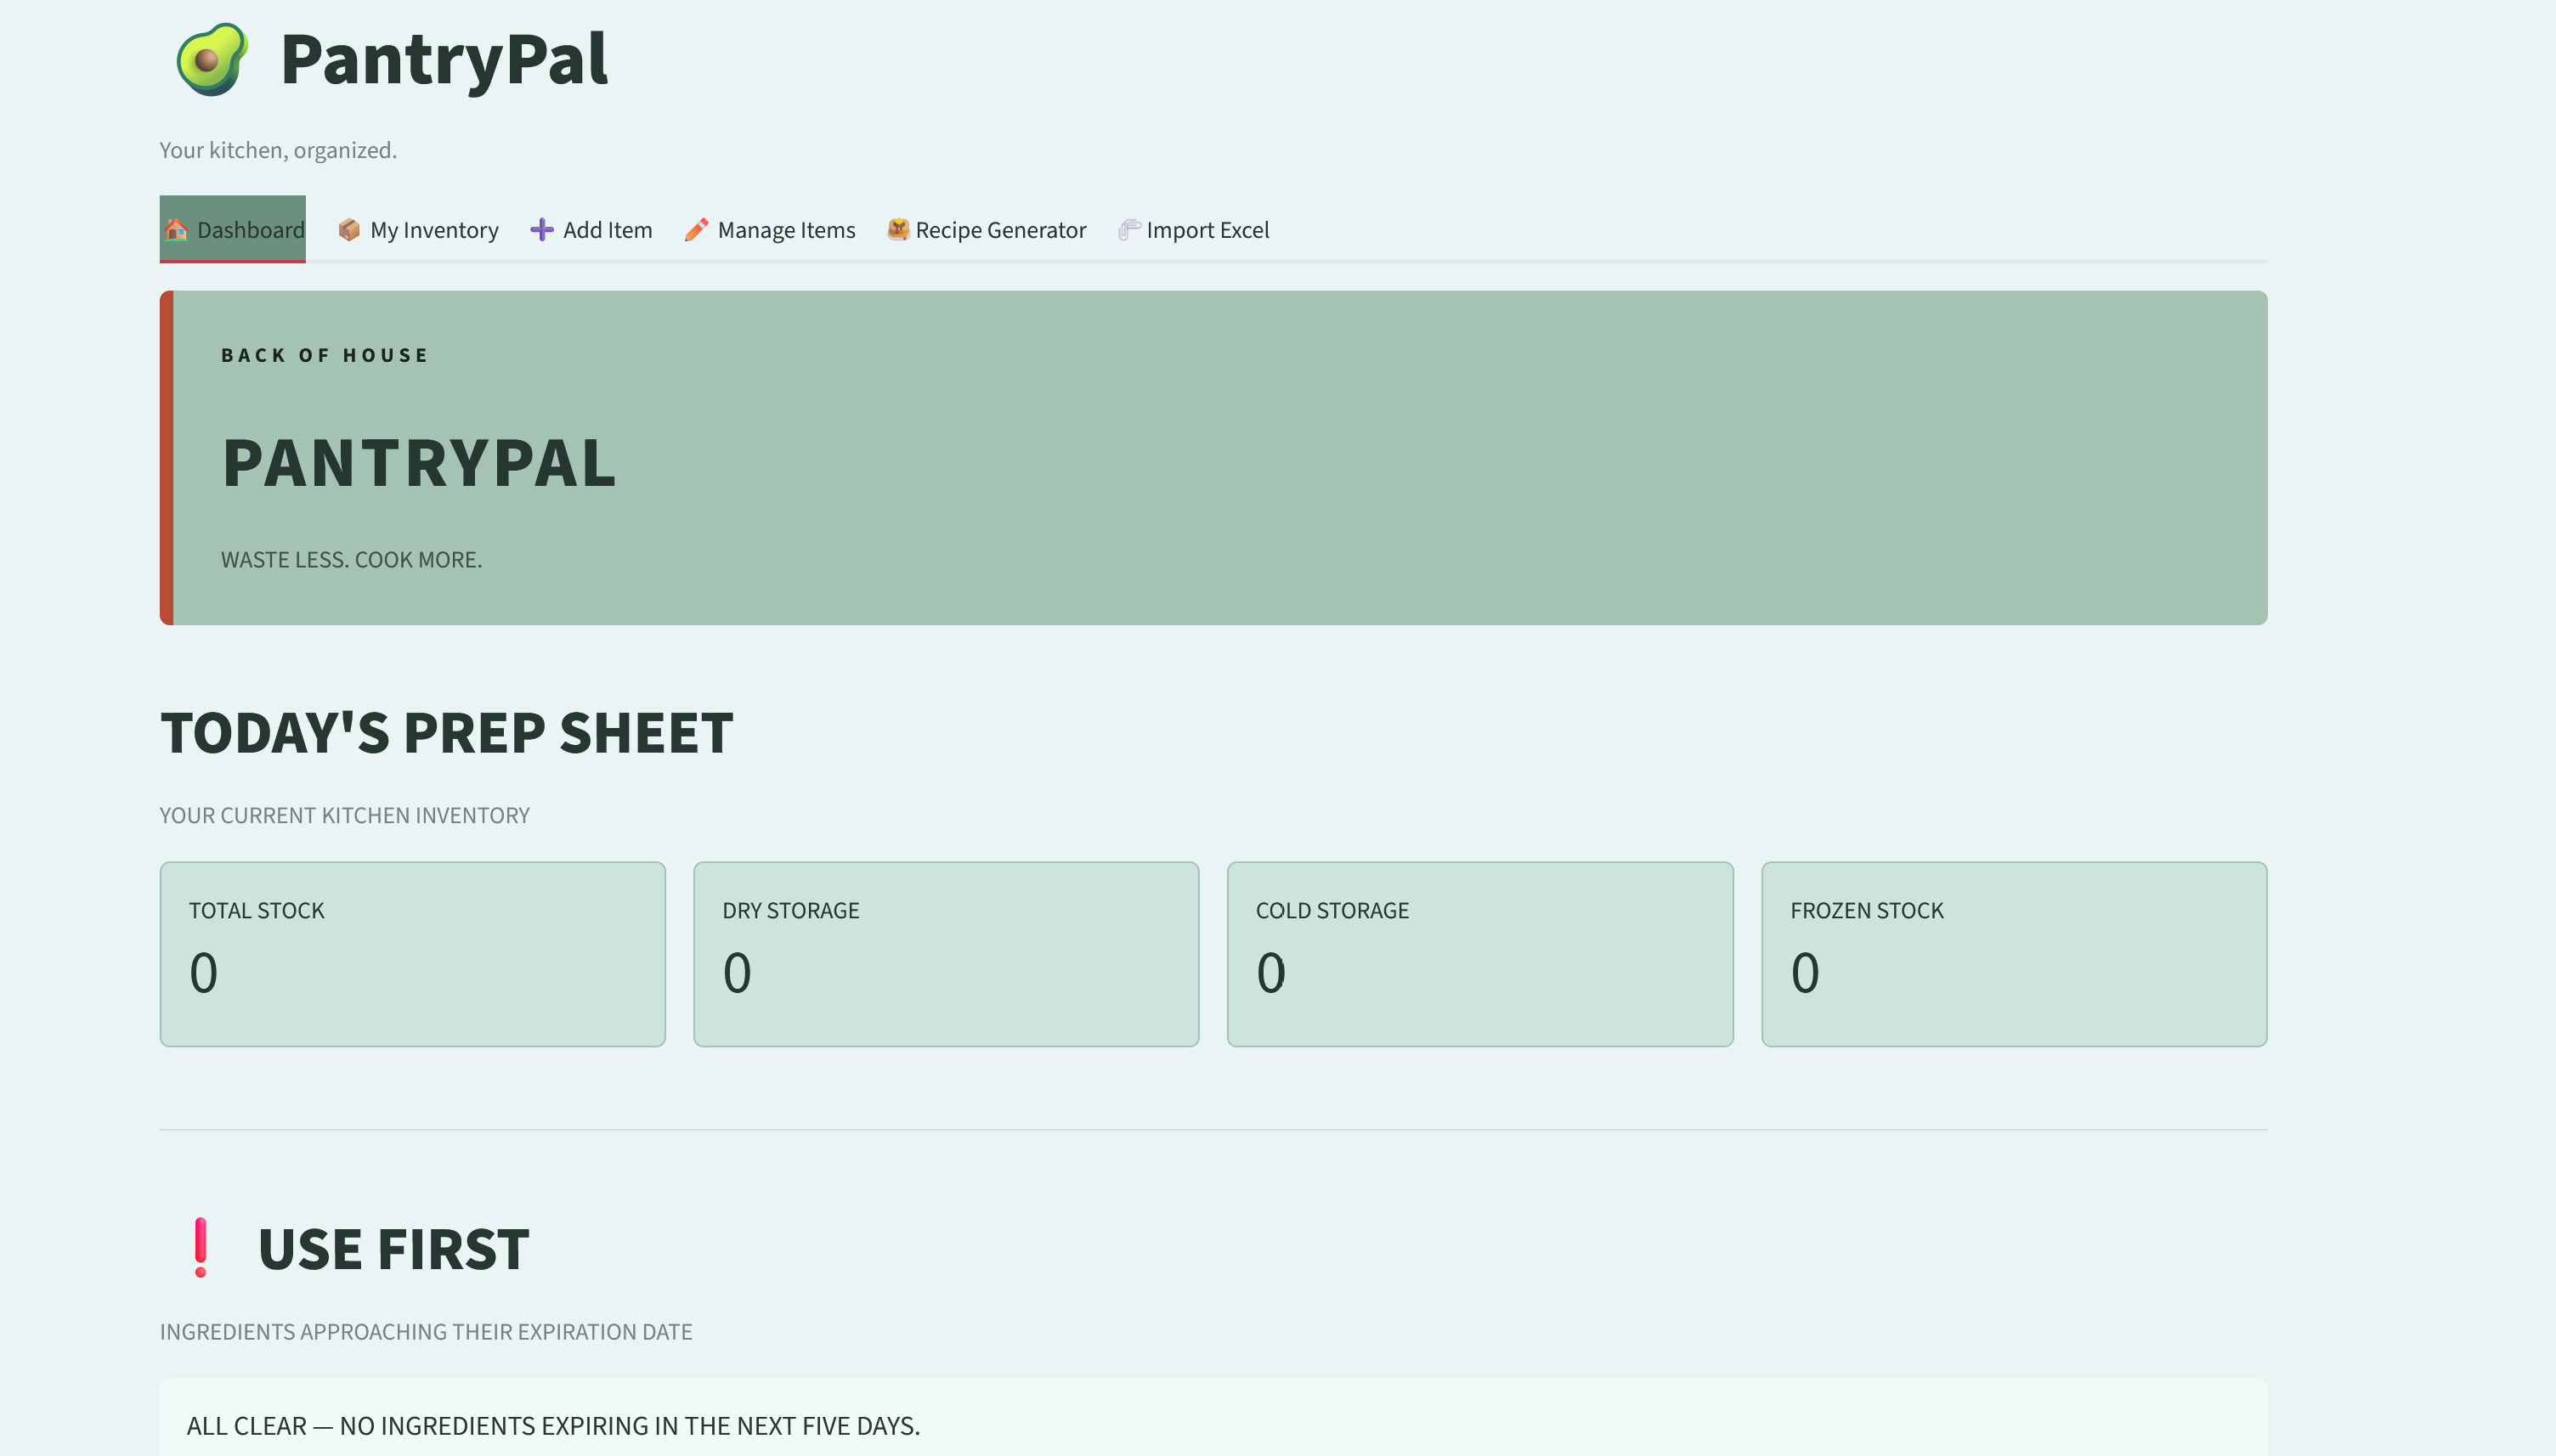 PantryPal
Your kitchen, organized.
Dashboard My Inventory Add Item Manage Items Recipe Generator Import Excel
BACK OF HOUSE
PANTRYPAL
WASTE LESS. COOK MORE.
TODAY'S PREP SHEET
YOUR CURRENT KITCHEN INVENTORY
TOTAL STOCK DRY STORAGE COLD STORAGE FROZEN STOCK
0 0 0 0
USE FIRST
INGREDIENTS APPROACHING THEIR EXPIRATION DATE
ALL CLEAR — NO INGREDIENTS EXPIRING IN THE NEXT FIVE DAYS.